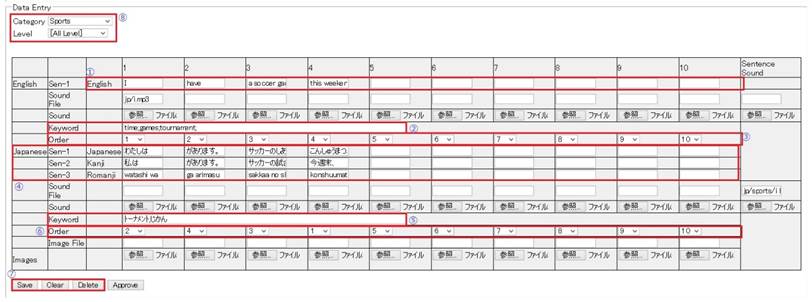 Data Entry
Category Sports ⑧
Level [All Level]
1 2 3 4 5 6 7 8 9 10 Sentence Sound
①
English Sen-1 English I have a soccer gar this weeker
Sound File jp/i.mp3
Sound 参照... ファイル 参照... ファイル 参照... ファイル 参照... ファイル 参照... ファイル 参照... ファイル 参照... ファイル 参照... ファイル 参照... ファイル 参照... ファイル 参照... ファイル
Keyword time,games,tournament, ②
Order 1 2 3 4 5 6 7 8 9 10 ③
Japanese Sen-1 Japanese わたしは があります。 サッカーのしあ こんしゅうまつ
Sen-2 Kanji 私は があります。 サッカーの試合 今週末、
Sen-3 Romanji watashi wa ga arimasu sakkaa no sl konshuumat
④ Sound File jp/sports/i l
Sound 参照... ファイル 参照... ファイル 参照... ファイル 参照... ファイル 参照... ファイル 参照... ファイル 参照... ファイル 参照... ファイル 参照... ファイル 参照... ファイル 参照... ファイル
Keyword トーナメント,じかん ⑤
⑥ Order 2 4 3 1 5 6 7 8 9 10
Image File
Images 参照... ファイル 参照... ファイル 参照... ファイル 参照... ファイル 参照... ファイル 参照... ファイル 参照... ファイル 参照... ファイル 参照... ファイル 参照... ファイル
⑦
Save Clear Delete Approve